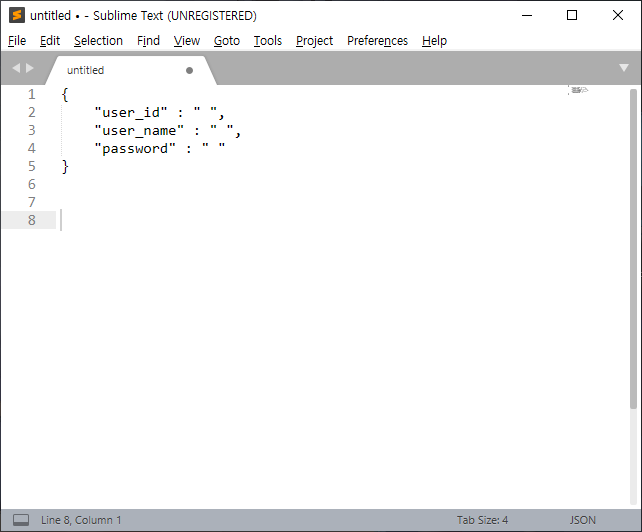 untitled • - Sublime Text (UNREGISTERED)
File Edit Selection Find View Goto Tools Project Preferences Help
untitled
1 {
2     "user_id" : " ",
3     "user_name" : " ",
4     "password" : " "
5 }
6
7
8
Line 8, Column 1 Tab Size: 4 JSON